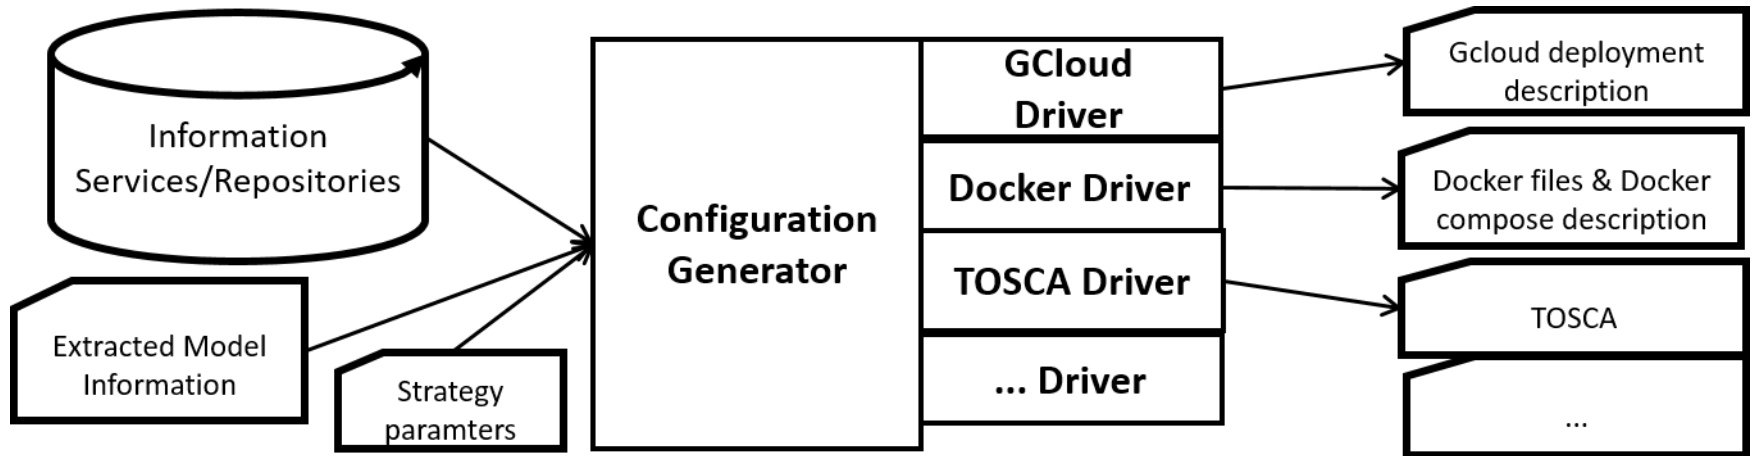 Information
Services/Repositories
Extracted Model
Information
Strategy
paramters
Configuration
Generator
GCloud
Driver
Docker Driver
TOSCA Driver
... Driver
Gcloud deployment
description
Docker files & Docker
compose description
TOSCA
...